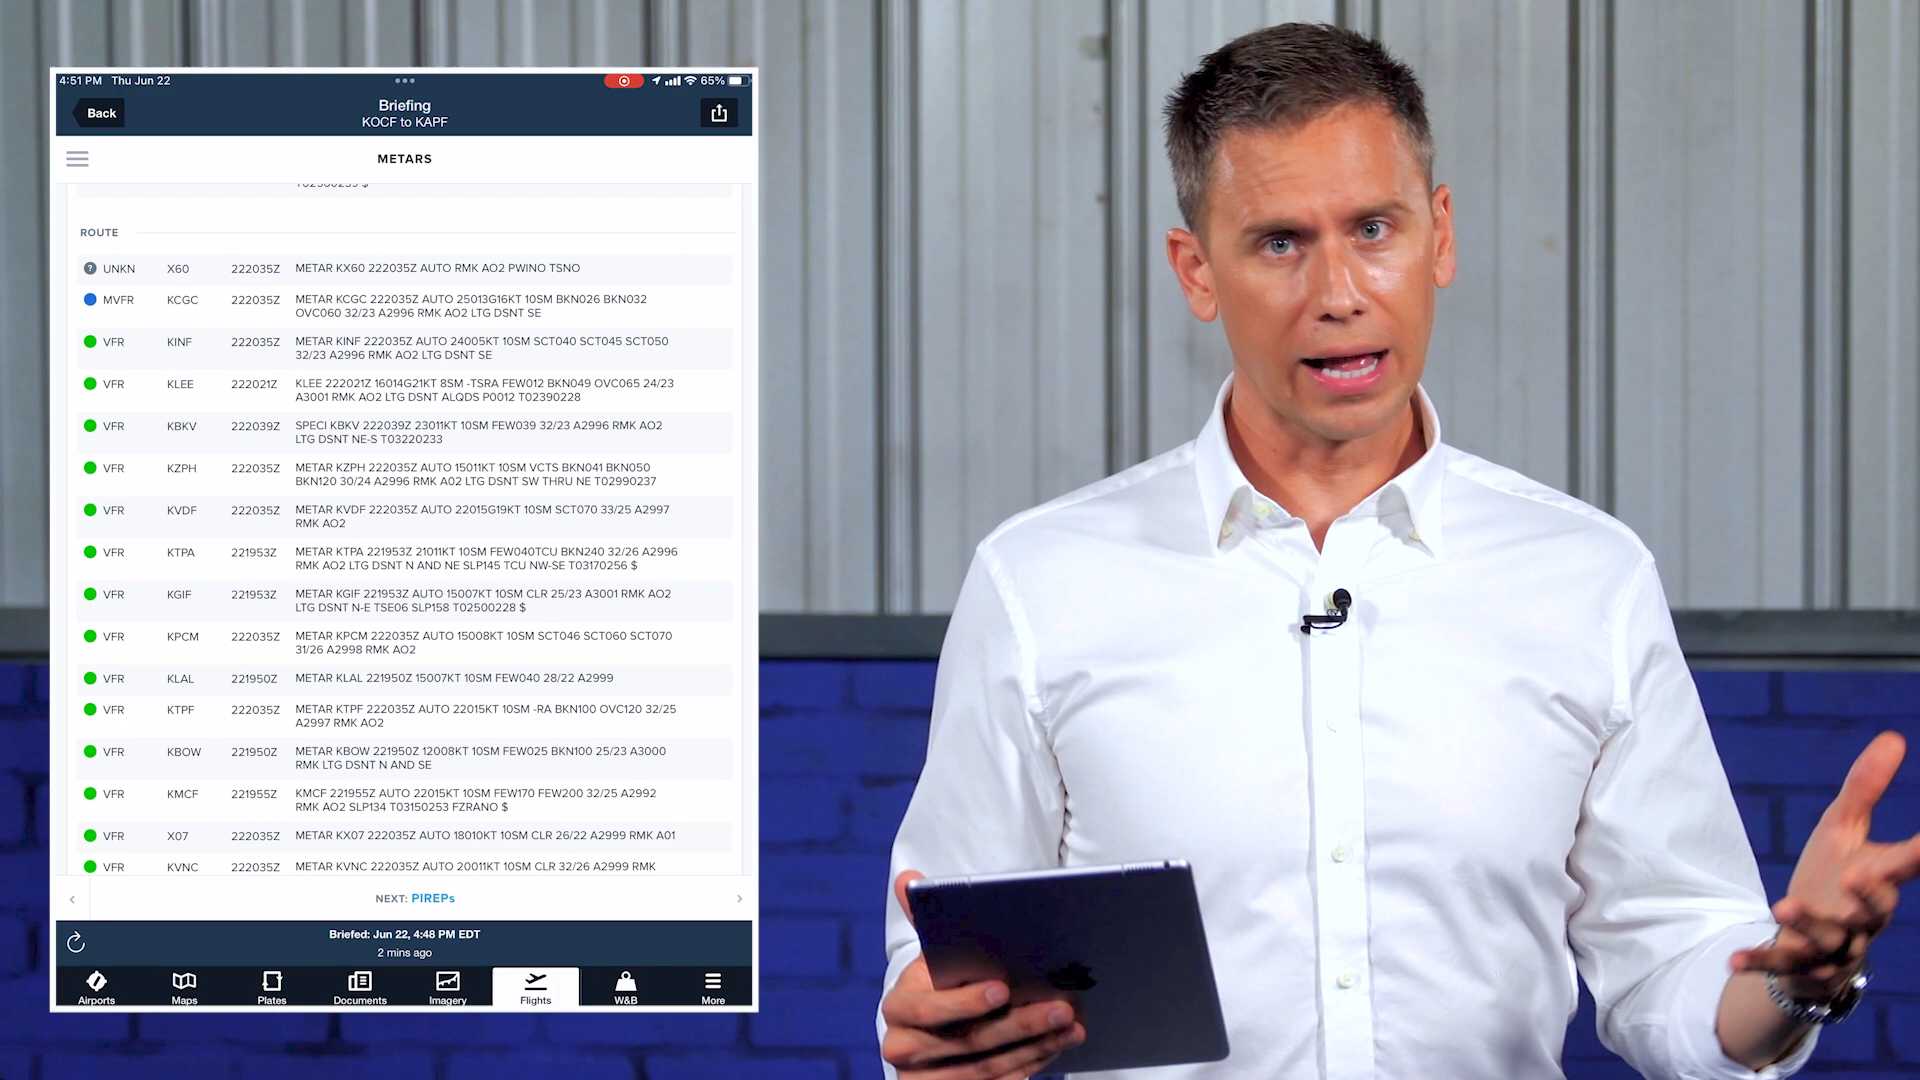 4:51 PM Thu Jun 22
65%
Back
Briefing
KOCF to KAPF
METARS
ROUTE
UNKN X60 222035Z METAR KX60 222035Z AUTO RMK AO2 PWINO TSNO
MVFR KCGC 222035Z METAR KCGC 222035Z AUTO 25013G16KT 10SM BKN026 BKN032
OVC060 32/23 A2996 RMK AO2 LTG DSNT SE
VFR KINF 222035Z METAR KINF 222035Z AUTO 24005KT 10SM SCT040 SCT045 SCT050
32/23 A2996 RMK AO2 LTG DSNT SE
VFR KLEE 222021Z KLEE 222021Z 16014G21KT 8SM -TSRA FEW012 BKN049 OVC065 24/23
A3001 RMK AO2 LTG DSNT ALQDS P0012 T02390228
VFR KBKV 222039Z SPECI KBKV 222039Z 23011KT 10SM FEW039 32/23 A2996 RMK AO2
LTG DSNT NE-S T03220233
VFR KZPH 222035Z METAR KZPH 222035Z AUTO 15011KT 10SM VCTS BKN041 BKN050
BKN120 30/24 A2996 RMK A02 LTG DSNT SW THRU NE T02990237
VFR KVDF 222035Z METAR KVDF 222035Z AUTO 22015G19KT 10SM SCT070 33/25 A2997
RMK AO2
VFR KTPA 221953Z METAR KTPA 221953Z 21011KT 10SM FEW040TCU BKN240 32/26 A2996
RMK AO2 LTG DSNT N AND NE SLP145 TCU NW-SE T03170256 $
VFR KGIF 221953Z METAR KGIF 221953Z AUTO 15007KT 10SM CLR 25/23 A3001 RMK AO2
LTG DSNT N-E TSE06 SLP158 T02500228 $
VFR KPCM 222035Z METAR KPCM 222035Z AUTO 15008KT 10SM SCT046 SCT060 SCT070
31/26 A2998 RMK AO2
VFR KLAL 221950Z METAR KLAL 221950Z 15007KT 10SM FEW040 28/22 A2999
VFR KTPF 222035Z METAR KTPF 222035Z AUTO 22015KT 10SM -RA BKN100 OVC120 32/25
A2997 RMK AO2
VFR KBOW 221950Z METAR KBOW 221950Z 12008KT 10SM FEW025 BKN100 25/23 A3000
RMK LTG DSNT N AND SE
VFR KMCF 221955Z KMCF 221955Z AUTO 22015KT 10SM FEW170 FEW200 32/25 A2992
RMK AO2 SLP134 T03150253 FZRANO $
VFR X07 222035Z METAR KX07 222035Z AUTO 18010KT 10SM CLR 26/22 A2999 RMK A01
VFR KVNC 222035Z METAR KVNC 222035Z AUTO 20011KT 10SM CLR 32/26 A2999 RMK
NEXT: PIREPs
Briefed: Jun 22, 4:48 PM EDT
2 mins ago
Airports Maps Plates Documents Imagery Flights W&B More